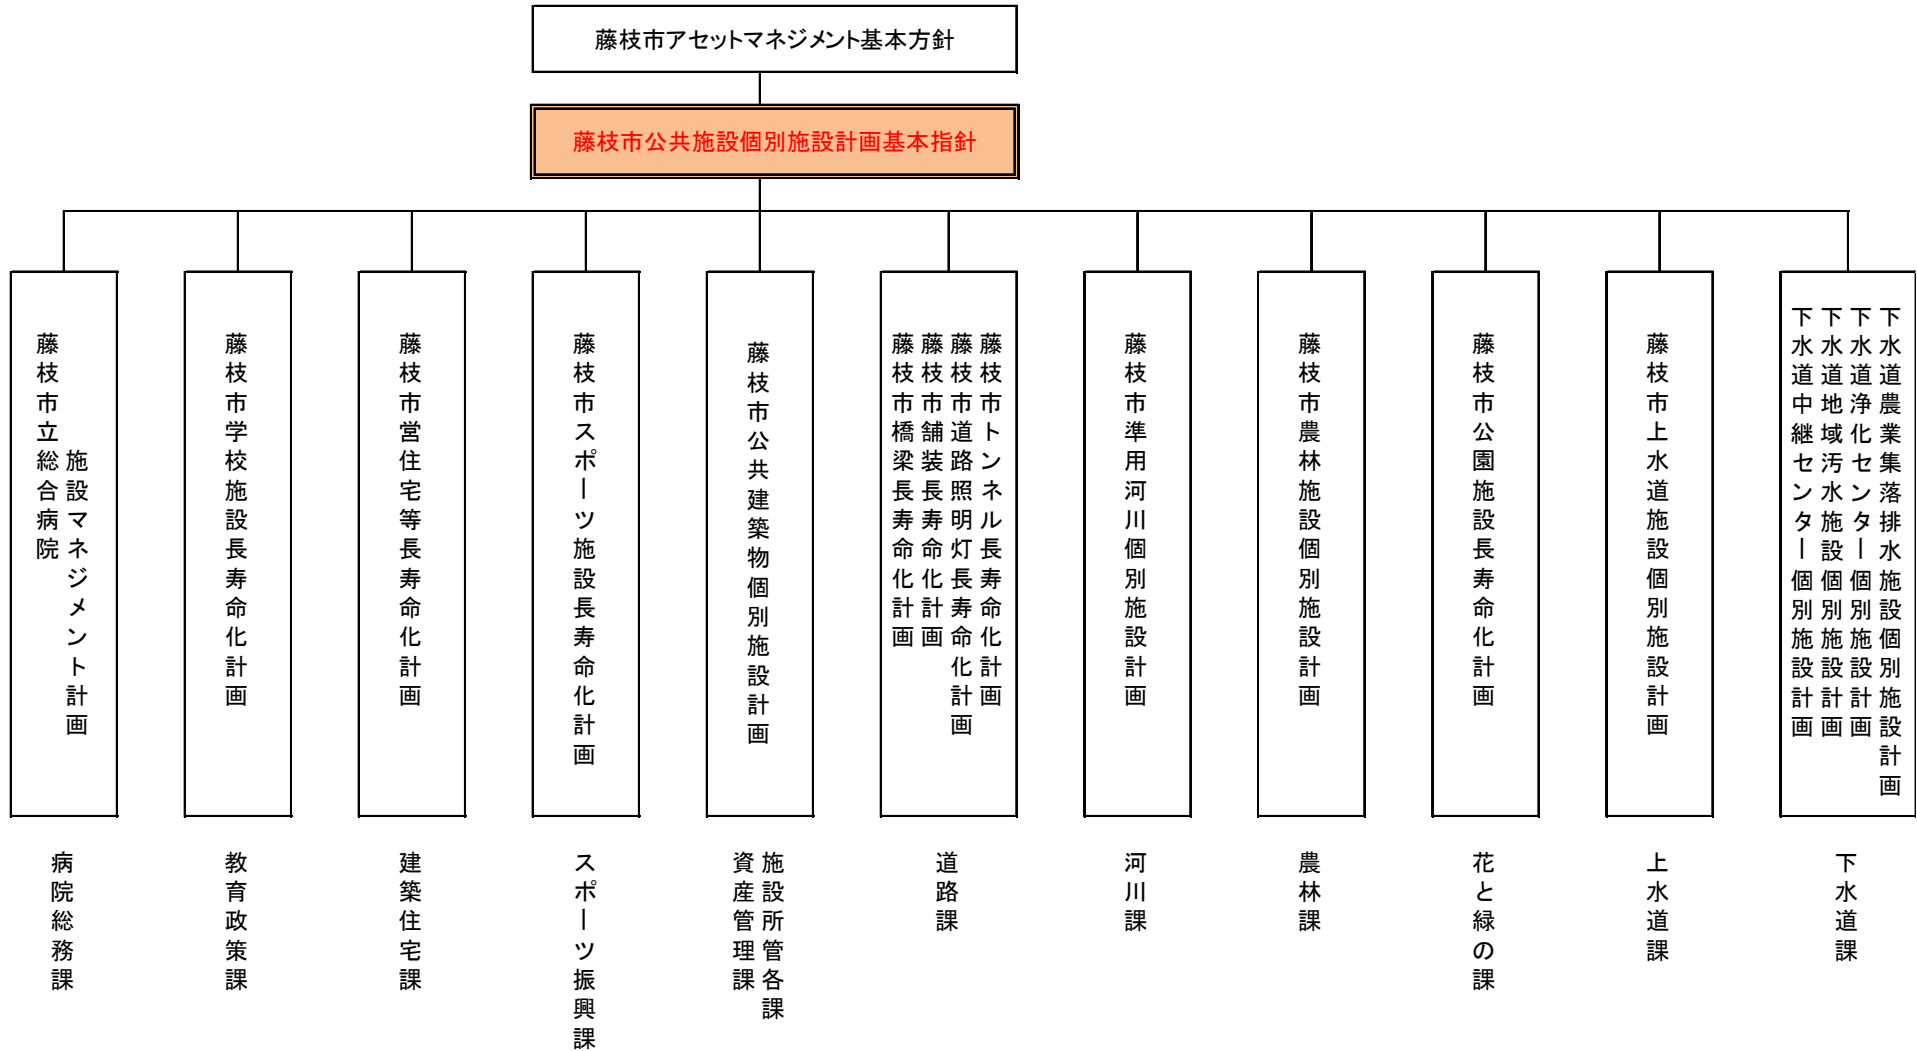 藤枝市アセットマネジメント基本方針
藤枝市公共施設個別施設計画基本指針
藤枝市立総合病院
施設マネジメント計画
藤枝市学校施設長寿命化計画
藤枝市営住宅等長寿命化計画
藤枝市スポーツ施設長寿命化計画
藤枝市公共建築物個別施設計画
藤枝市橋梁長寿命化計画
藤枝市舗装長寿命化計画
藤枝市道路照明灯長寿命化計画
藤枝市トンネル長寿命化計画
藤枝市準用河川個別施設計画
藤枝市農林施設個別施設計画
藤枝市公園施設長寿命化計画
藤枝市上水道施設個別施設計画
下水道中継センター個別施設計画
下水道地域汚水施設個別施設計画
下水道浄化センター個別施設計画
下水道農業集落排水施設個別施設計画
病院総務課
教育政策課
建築住宅課
スポーツ振興課
資産管理課
施設所管各課
道路課
河川課
農林課
花と緑の課
上水道課
下水道課